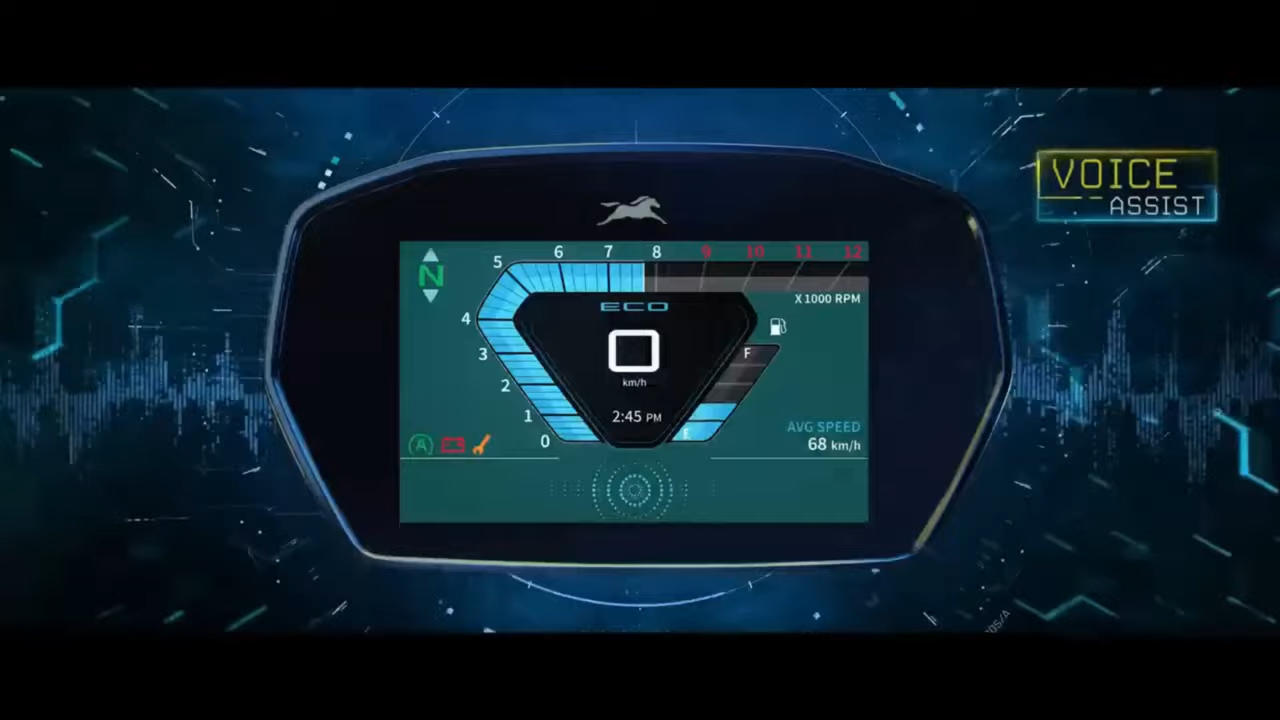 VOICE
ASSIST
N
5 6 7 8 9 10 11 12
X1000 RPM
ECO
4
0
3
F
km/h
2
2:45 PM
1
AVG SPEED
E
0
68 km/h
A